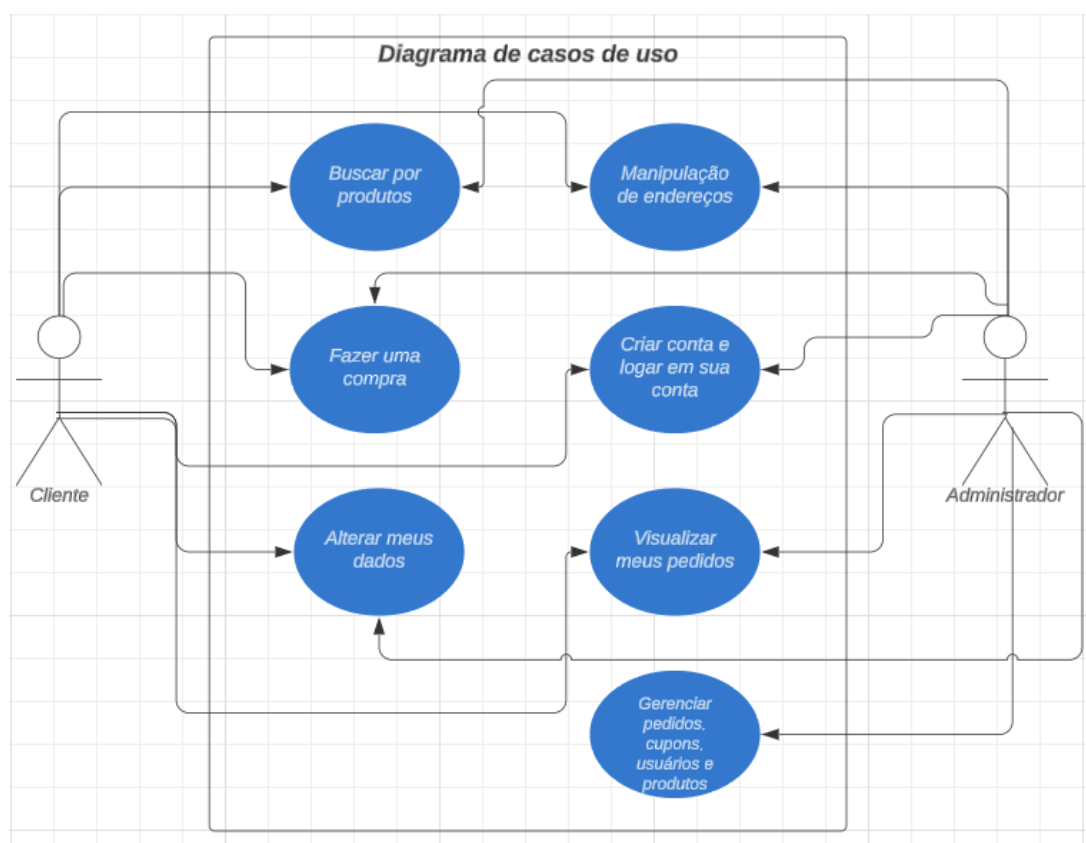 Diagrama de casos de uso
Buscar por
produtos
Manipulação
de endereços
Fazer uma
compra
Criar conta e
logar em sua
conta
Cliente
Administrador
Alterar meus
dados
Visualizar
meus pedidos
Gerenciar
pedidos,
cupons,
usuários e
produtos